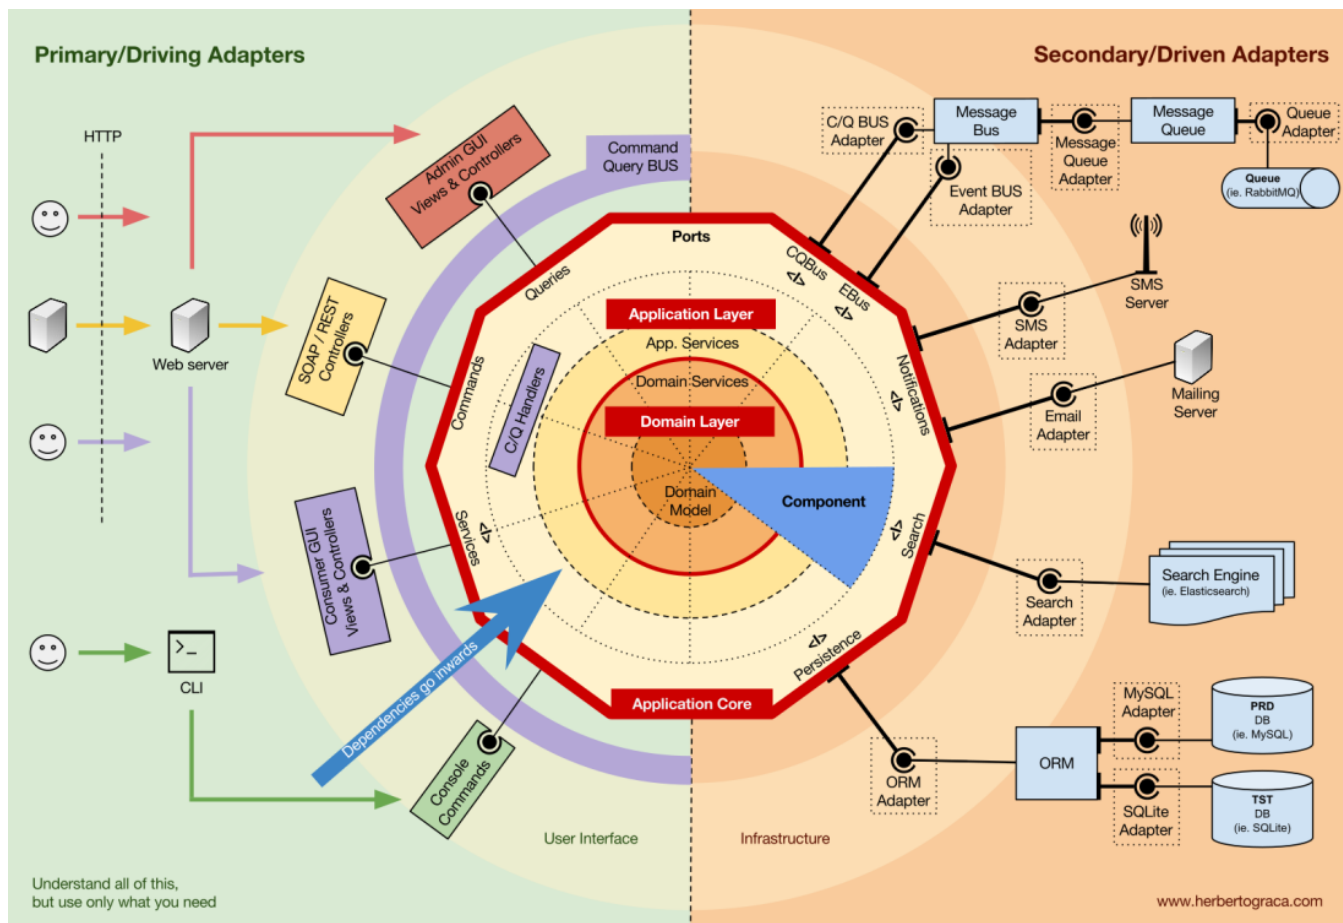 Primary/Driving Adapters
Secondary/Driven Adapters
HTTP
Web server
CLI
Admin GUI
Views & Controllers
SOAP / REST
Controllers
Consumer GUI
Views & Controllers
Console
Commands
Command
Query BUS
Dependencies go inwards
Ports
Queries
Commands
Services
</>
C/Q Handlers
Application Layer
App. Services
Domain Services
Domain Layer
Domain
Model
Component
Application Core
CQBus
</>
EBus
</>
Notifications
</>
Search
</>
Persistence
</>
C/Q BUS
Adapter
Message
Bus
Event BUS
Adapter
Message
Queue
Adapter
Message
Queue
Queue
Adapter
Queue
(ie. RabbitMQ)
SMS
Adapter
SMS
Server
Email
Adapter
Mailing
Server
Search
Adapter
Search Engine
(ie. Elasticsearch)
ORM
Adapter
ORM
MySQL
Adapter
PRD
DB
(ie. MySQL)
SQLite
Adapter
TST
DB
(ie. SQLite)
User Interface
Infrastructure
Understand all of this,
but use only what you need
www.herbertograca.com